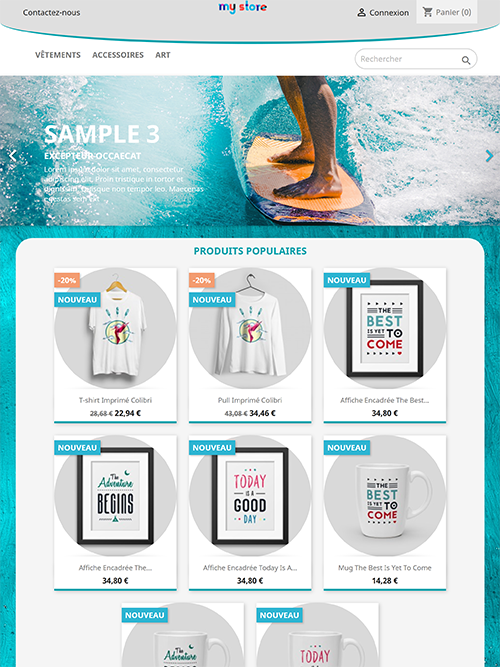 my store
Contactez-nous
Connexion
Panier (0)
VÊTEMENTS ACCESSOIRES ART
Rechercher
SAMPLE 3
EXCEPTEUR OCCAECAT
Lorem ipsum dolor sit amet, consectetur
adipiscing elit. Proin tristique in tortor et
dignissim. Quisque non tempor leo. Maecenas
egestas sem elit
PRODUITS POPULAIRES
-20%
NOUVEAU
T-shirt Imprimé Colibri
28,68 € 22,94 €
-20%
NOUVEAU
Pull Imprimé Colibri
43,08 € 34,46 €
NOUVEAU
THE
BEST
IS YET TO
COME
Affiche Encadrée The Best...
34,80 €
NOUVEAU
The
Adventure
BEGINS
Affiche Encadrée The...
34,80 €
NOUVEAU
TODAY
IS A
GOOD
DAY
Affiche Encadrée Today Is A...
34,80 €
NOUVEAU
THE
BEST
IS YET TO
COME
Mug The Best Is Yet To Come
14,28 €
NOUVEAU
The
Adventure
BEGINS
NOUVEAU
TODAY
IS A
GOOD